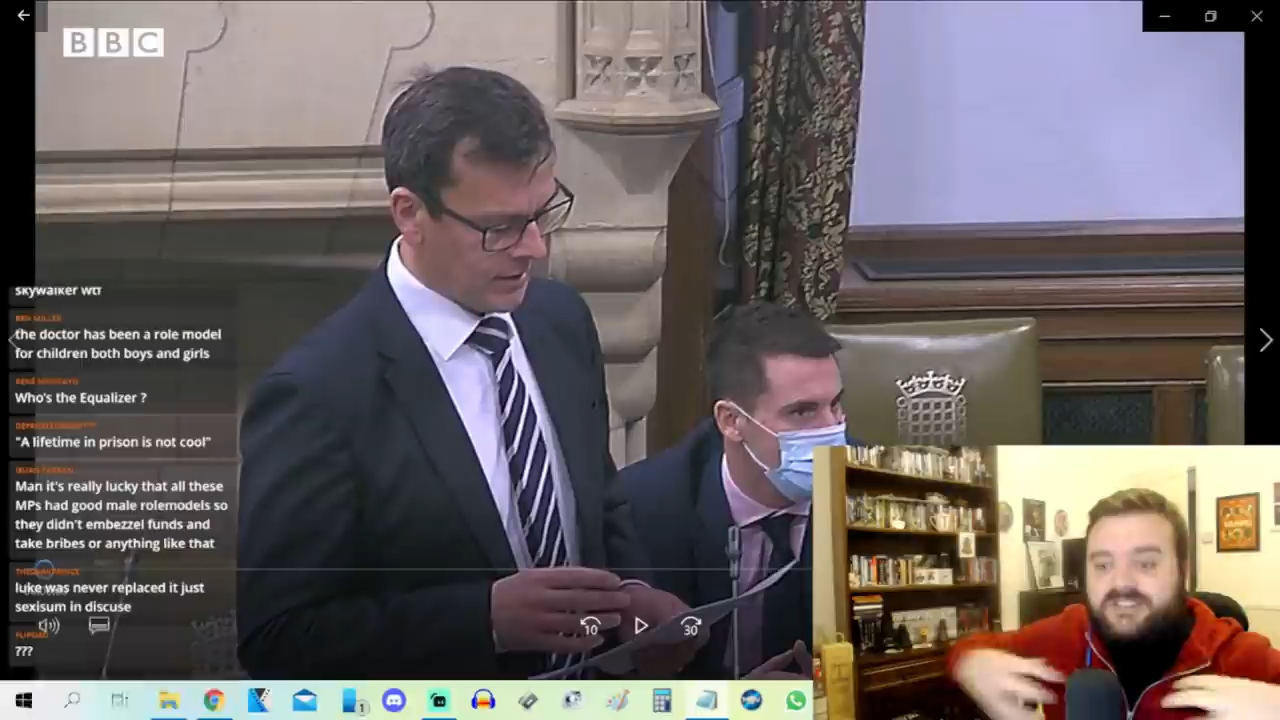 BBC
skywalker wtf
BEN MILLER
the doctor has been a role model
for children both boys and girls
Who's the Equalizer ?
"A lifetime in prison is not cool"
Man it's really lucky that all these
MPs had good male rolemodels so
they didn't embezzel funds and
take bribes or anything like that
luke was never replaced it just
sexisum in discuse
???
10
30
1